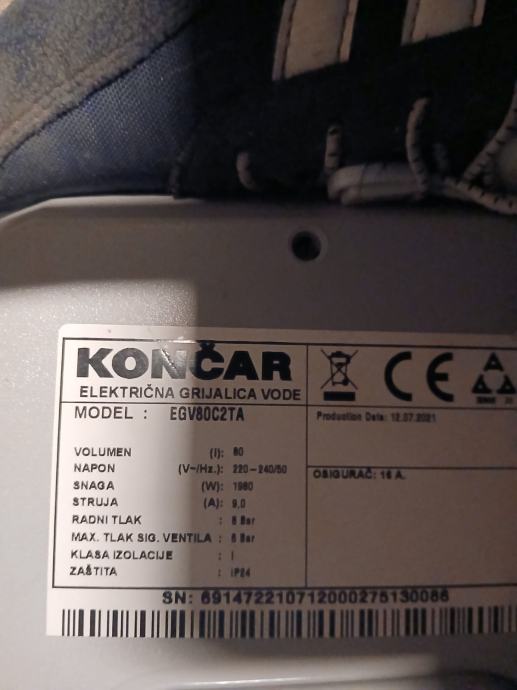 KONČAR
ELEKTRIČNA GRIJALICA VODE
MODEL : EGV80C2TA
Production Date: 12.07.2021
VOLUMEN (l): 80
NAPON (V~/Hz.): 220-240/50
OSIGURAČ: 16 A.
SNAGA (W): 1980
STRUJA (A): 9,0
RADNI TLAK : 6 Bar
MAX. TLAK SIG. VENTILA : 6 Bar
KLASA IZOLACIJE : I
ZAŠTITA : IP24
SN: 691472210712000275130086